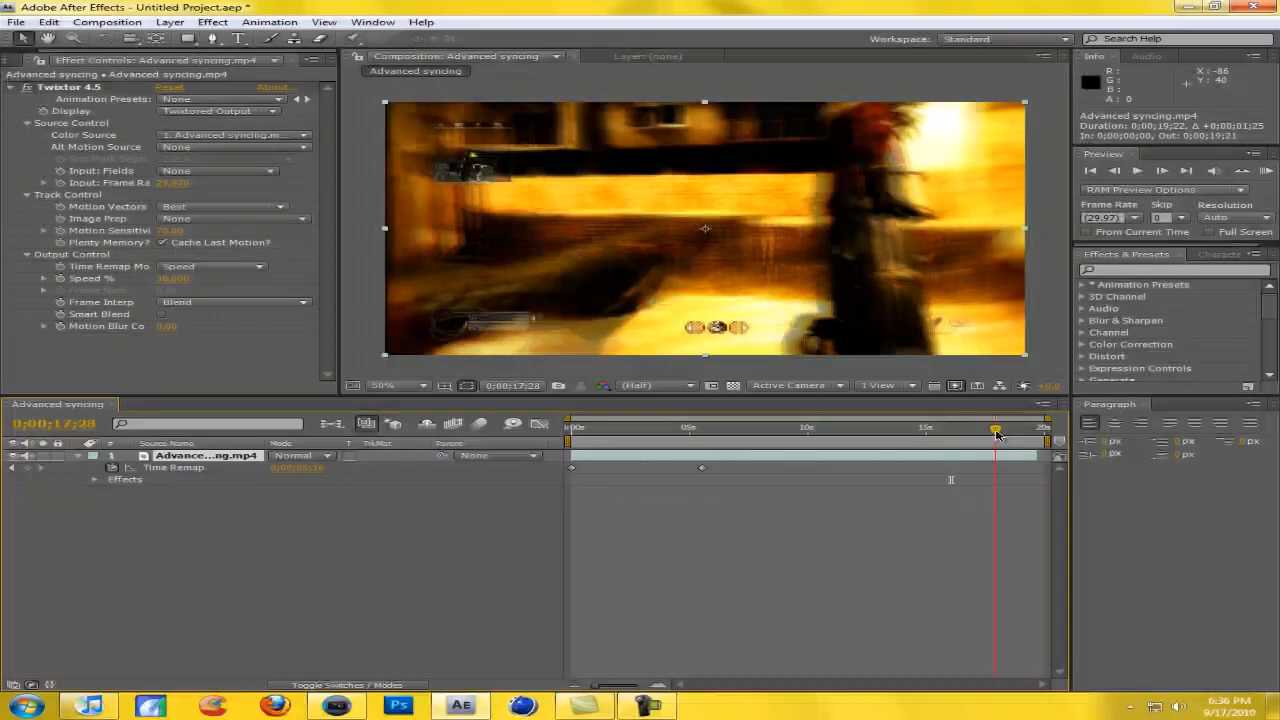 Adobe After Effects - Untitled Project.aep *
File Edit Composition Layer Effect Animation View Window Help
Workspace: Standard Search Help
Effect Controls: Advanced syncing.mp4
Composition: Advanced syncing
Layer: (none)
Info Audio
Advanced syncing • Advanced syncing.mp4
Advanced syncing
R: G: B: A: 0
X: -86
Y: 40
Twixtor 4.5 Reset About...
Animation Presets: None
Display Twixtored Output
Source Control
Color Source 1. Advanced syncing.m...
Alt Motion Source None
Input: Fields None
Input: Frame Ra 29.970
Track Control
Motion Vectors Best
Image Prep None
Motion Sensitivi 70.00
Plenty Memory? Cache Last Motion?
Output Control
Time Remap Mo Speed
Speed % 30.000
Frame Interp Blend
Smart Blend
Motion Blur Co 0.00
Advanced syncing.mp4
Duration: 0;00;19;22, Δ +0;00;01;25
In: 0;00;00;00, Out: 0;00;19;21
Preview
RAM Preview Options
Frame Rate Skip Resolution
(29.97) 0 Auto
From Current Time Full Screen
Effects & Presets Characte
* Animation Presets
3D Channel
Audio
Blur & Sharpen
Channel
Color Correction
Distort
Expression Controls
Generate
50% 0;00;17;28 (Half) Active Camera 1 View +0.0
Advanced syncing
0;00;17;28
:00s 05s 10s 15s 20s
# Source Name Mode T TrkMat Parent
1 Advance...ng.mp4 Normal None
Time Remap 0;00;05;16
Effects
Toggle Switches / Modes
Paragraph
0 px 0 px 0 px
0 px 0 px
Ps AE
6:36 PM
9/17/2010